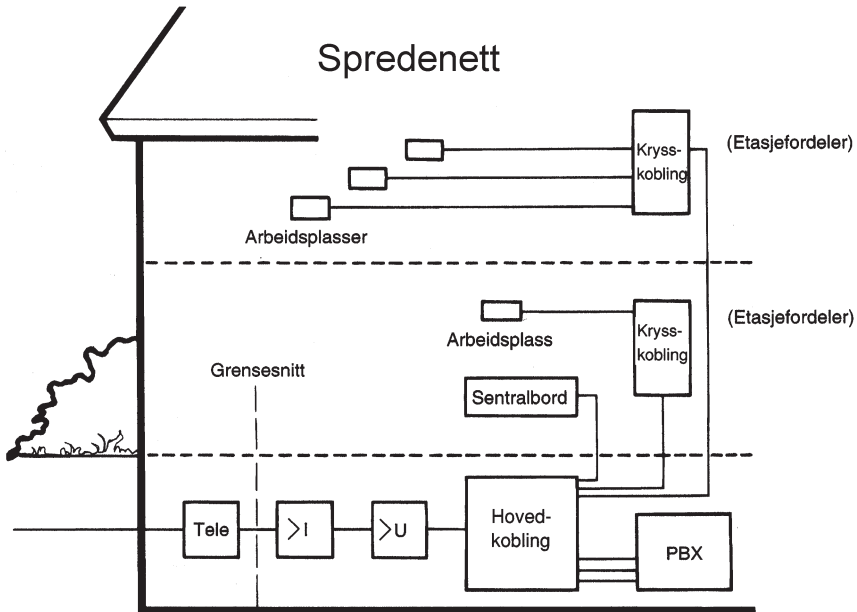 Spredenett
Kryss-
kobling
(Etasjefordeler)
Arbeidsplasser
Kryss-
kobling
(Etasjefordeler)
Arbeidsplass
Grensesnitt
Sentralbord
Tele
>I
>U
Hoved-
kobling
PBX